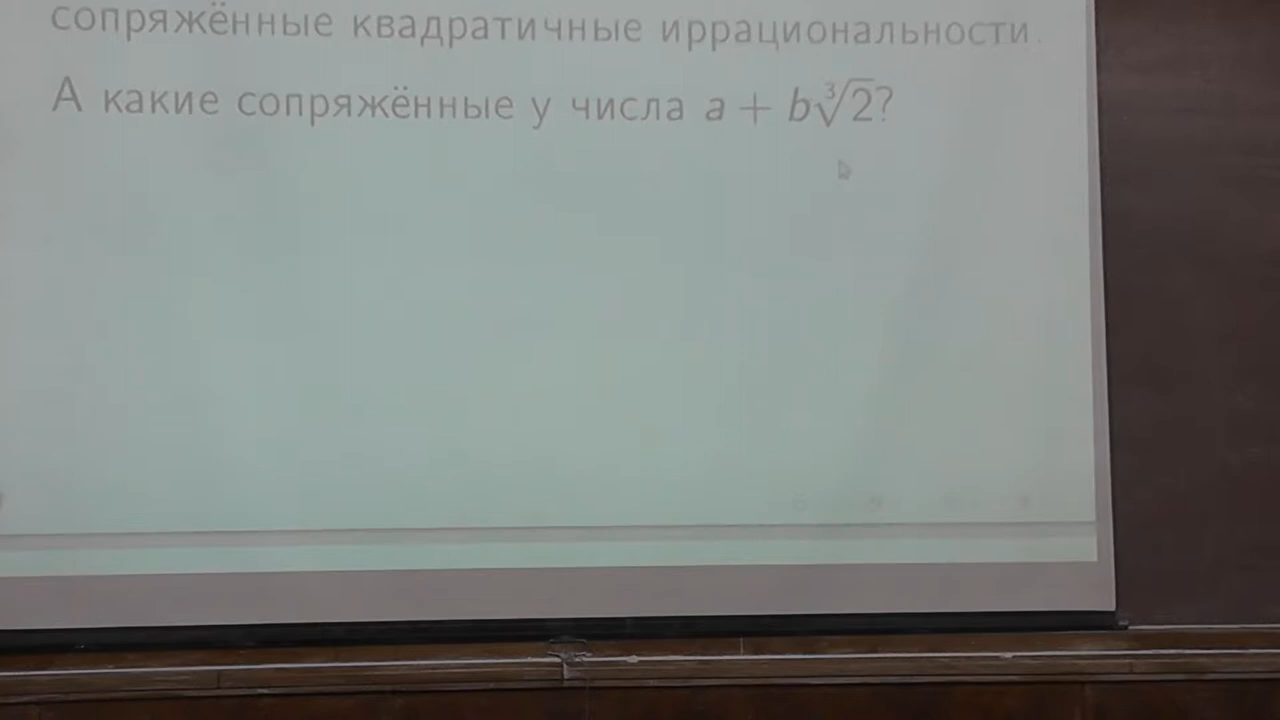 сопряжённые квадратичные иррациональности.
А какие сопряжённые у числа a + b∛2?